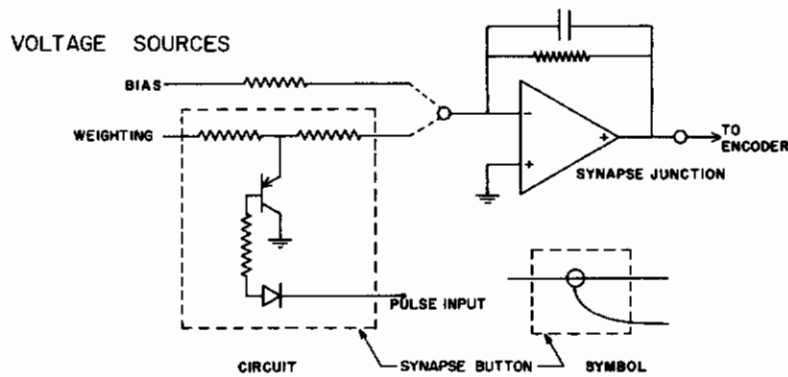 VOLTAGE SOURCES
BIAS
WEIGHTING
-
+
+
TO
ENCODER
SYNAPSE JUNCTION
PULSE INPUT
CIRCUIT
SYNAPSE BUTTON
SYMBOL